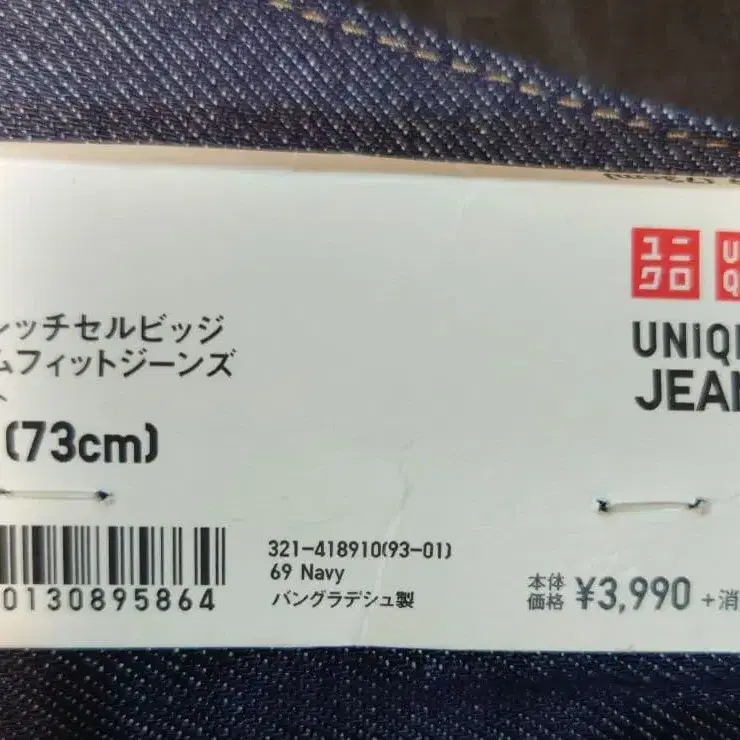 ユニ
クロ
レッチセルビッジ
ムフィットジーンズ
UNIQL
JEAN
(73cm)
0130895864
321-418910(93-01)
69 Navy
バングラデシュ製
本体
価格 ¥3,990 +消